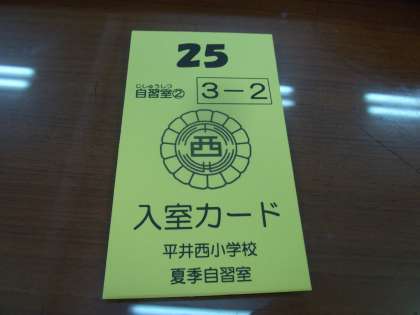 25
じしゅうしつ
自習室② 3-2
西
入室カード
平井西小学校
夏季自習室